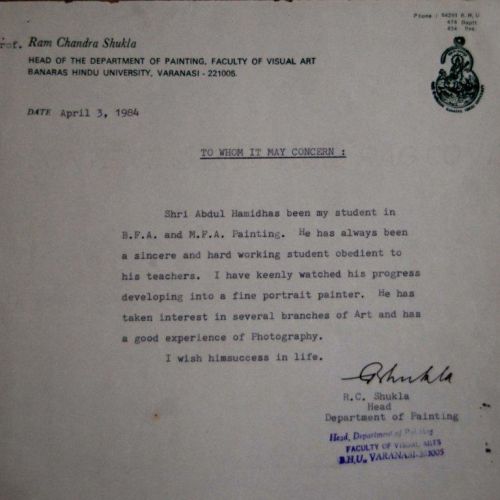 Phone : 54291 B.H.U.
Prof. Ram Chandra Shukla
HEAD OF THE DEPARTMENT OF PAINTING, FACULTY OF VISUAL ART
BANARAS HINDU UNIVERSITY, VARANASI - 221005.
DATE April 3, 1984
TO WHOM IT MAY CONCERN :
Shri Abdul Hamidhas been my student in
B.F.A. and M.F.A. Painting. He has always been
a sincere and hard working student obedient to
his teachers. I have keenly watched his progress
developing into a fine portrait painter. He has
taken interest in several branches of Art and has
a good experience of Photography.
I wish himsuccess in life.
RShukla
R.C. Shukla
Head
Department of Painting
Head, Department of Painting
FACULTY OF VISUAL ARTS
B.H.U., VARANASI-221005